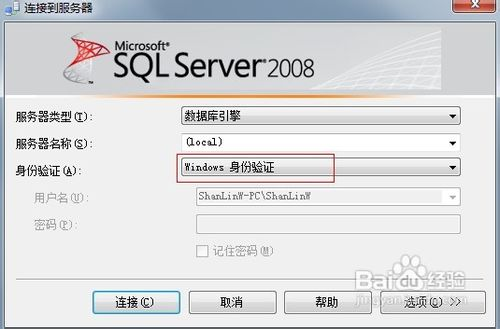 连接到服务器
Microsoft®
SQL Server® 2008
服务器类型(T): 数据库引擎
服务器名称(S): (local)
身份验证(A): Windows 身份验证
用户名(U): ShanLinW-PC\ShanLinW
密码(P):
记住密码(M)
连接(C) 取消 帮助 选项(O) >>
Baidu 经验
jingyan.baidu.com